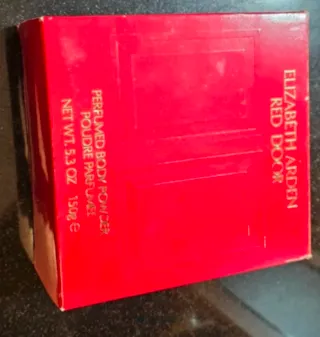 ELIZABETH ARDEN
RED DOOR
PERFUMED BODY POWDER
POUDRE PARFUMÉE
NET WT. 5.3 OZ 150g ℮